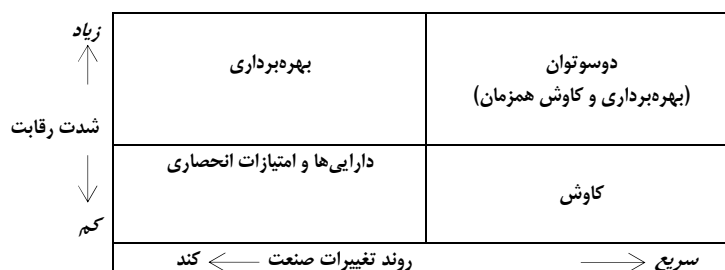 زیاد
شدت رقابت
کم
دوسوتوان
(بهره‌برداری و کاوش همزمان)
بهره‌برداری
کاوش
دارایی‌ها و امتیازات انحصاری
سریع روند تغییرات صنعت کند